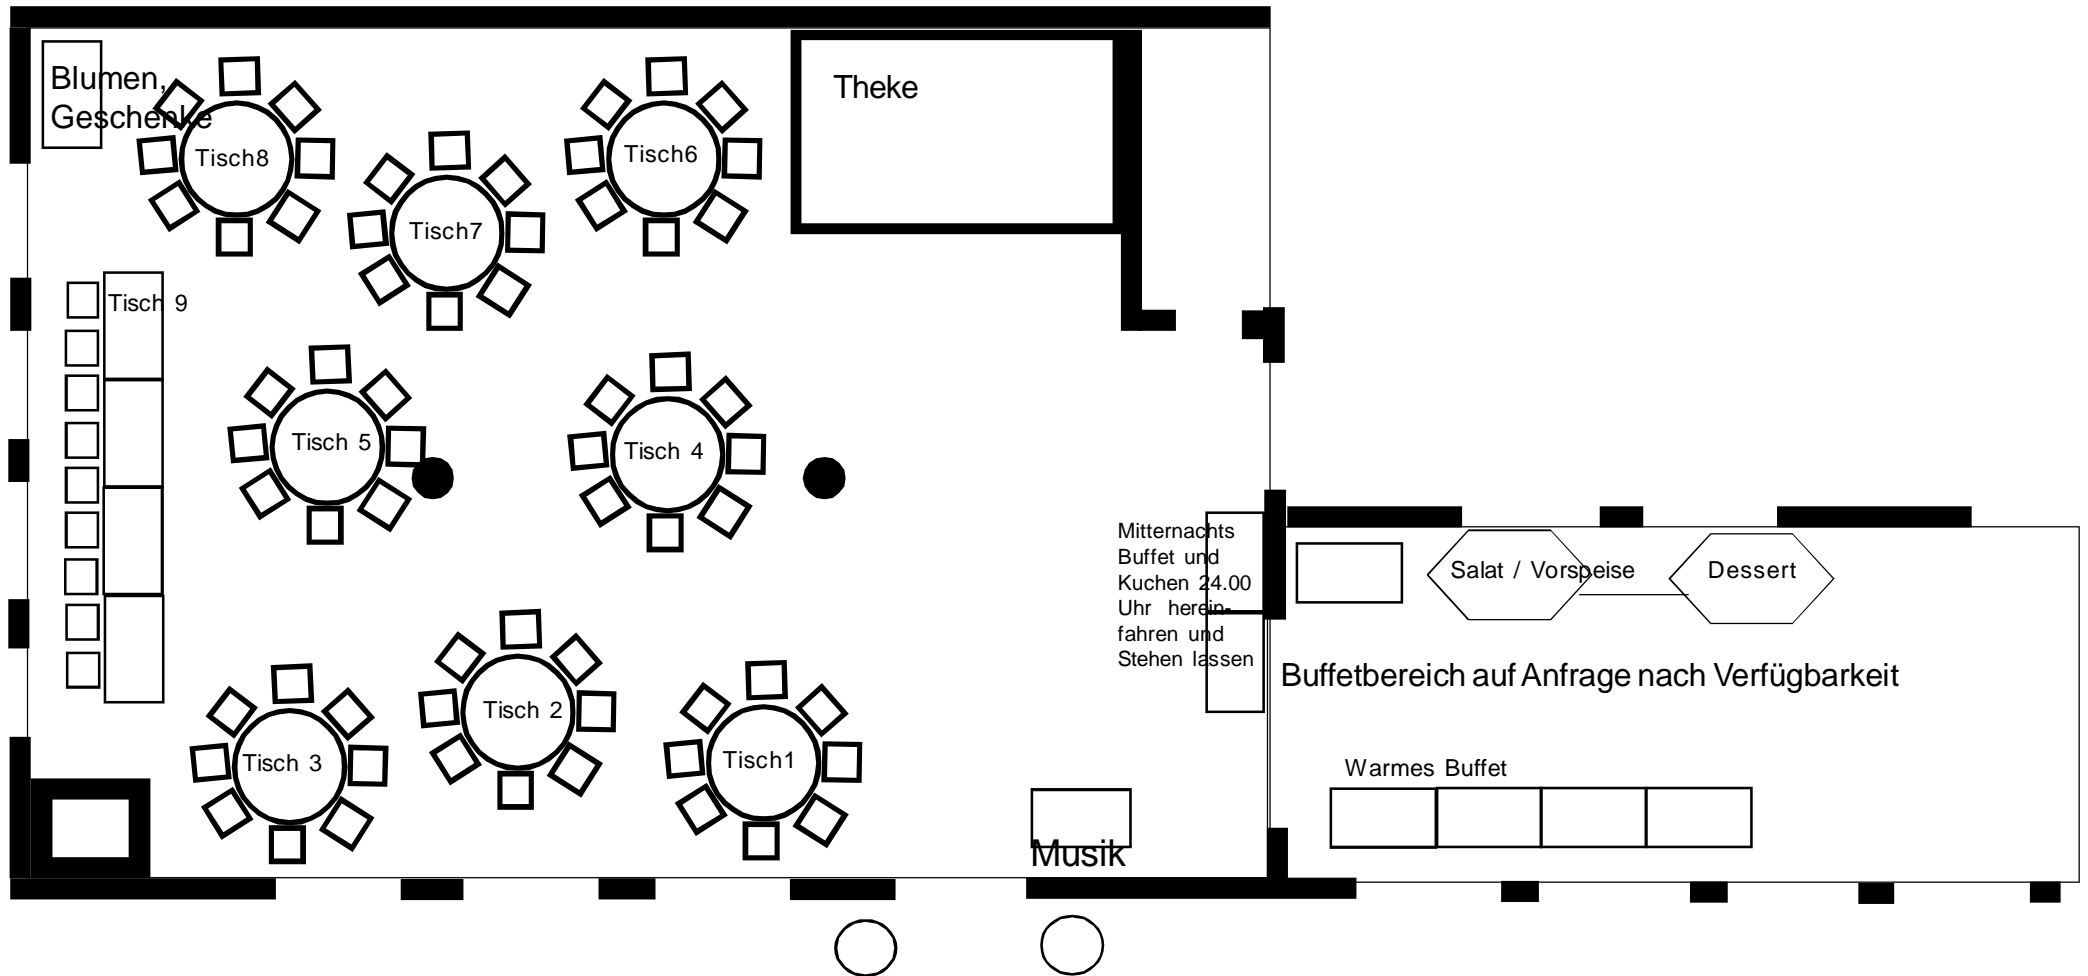 Blumen,
Geschenke
Theke
Tisch8
Tisch6
Tisch7
Tisch 9
Tisch 5
Tisch 4
Mitternachts
Buffet und
Kuchen 24.00
Uhr herein-
fahren und
Stehen lassen
Salat / Vorspeise
Dessert
Buffetbereich auf Anfrage nach Verfügbarkeit
Tisch 2
Tisch 3
Tisch1
Warmes Buffet
Musik